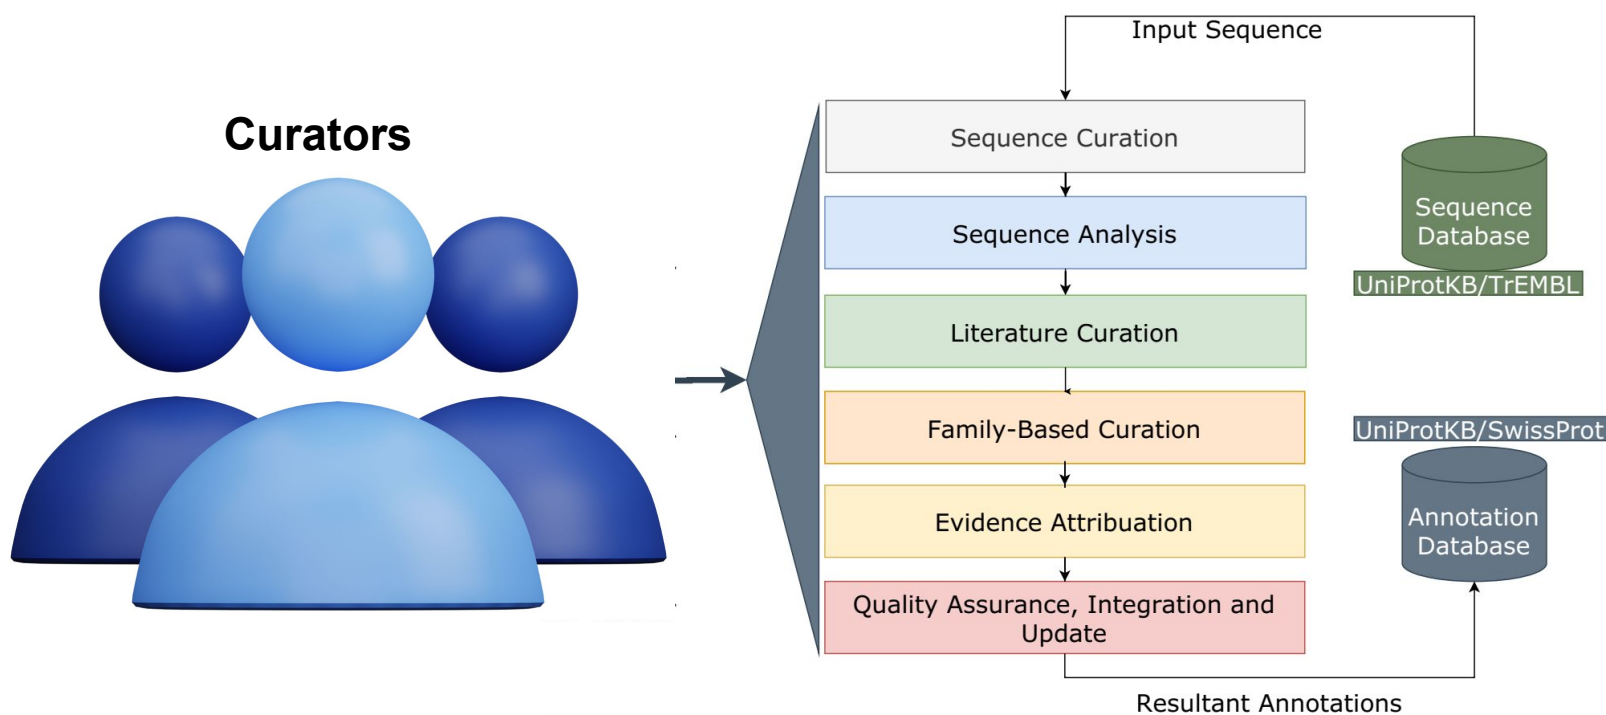 Input Sequence
Curators
Sequence Curation
Sequence Analysis
Sequence
Database
UniProtKB/TrEMBL
Literature Curation
Family-Based Curation
UniProtKB/SwissProt
Evidence Attribuation
Annotation
Database
Quality Assurance, Integration and
Update
Resultant Annotations